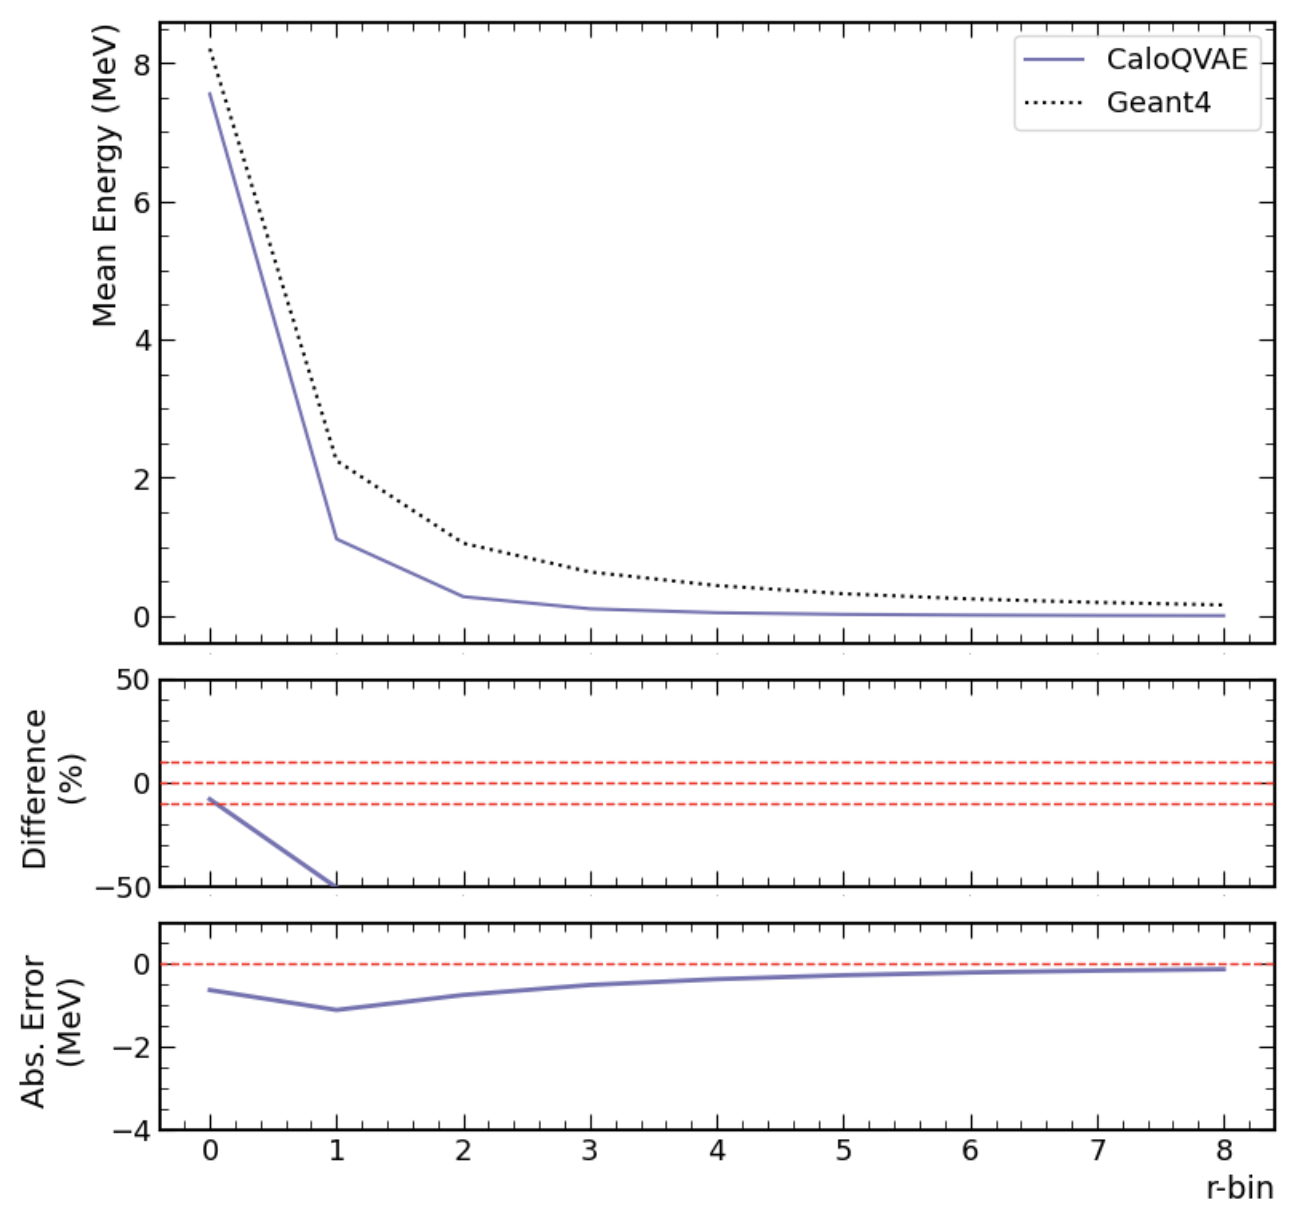 Mean Energy (MeV)
8
6
4
2
0
CaloQVAE
Geant4
Difference
(%)
50
0
−50
Abs. Error
(MeV)
0
−2
−4
0 1 2 3 4 5 6 7 8
r-bin